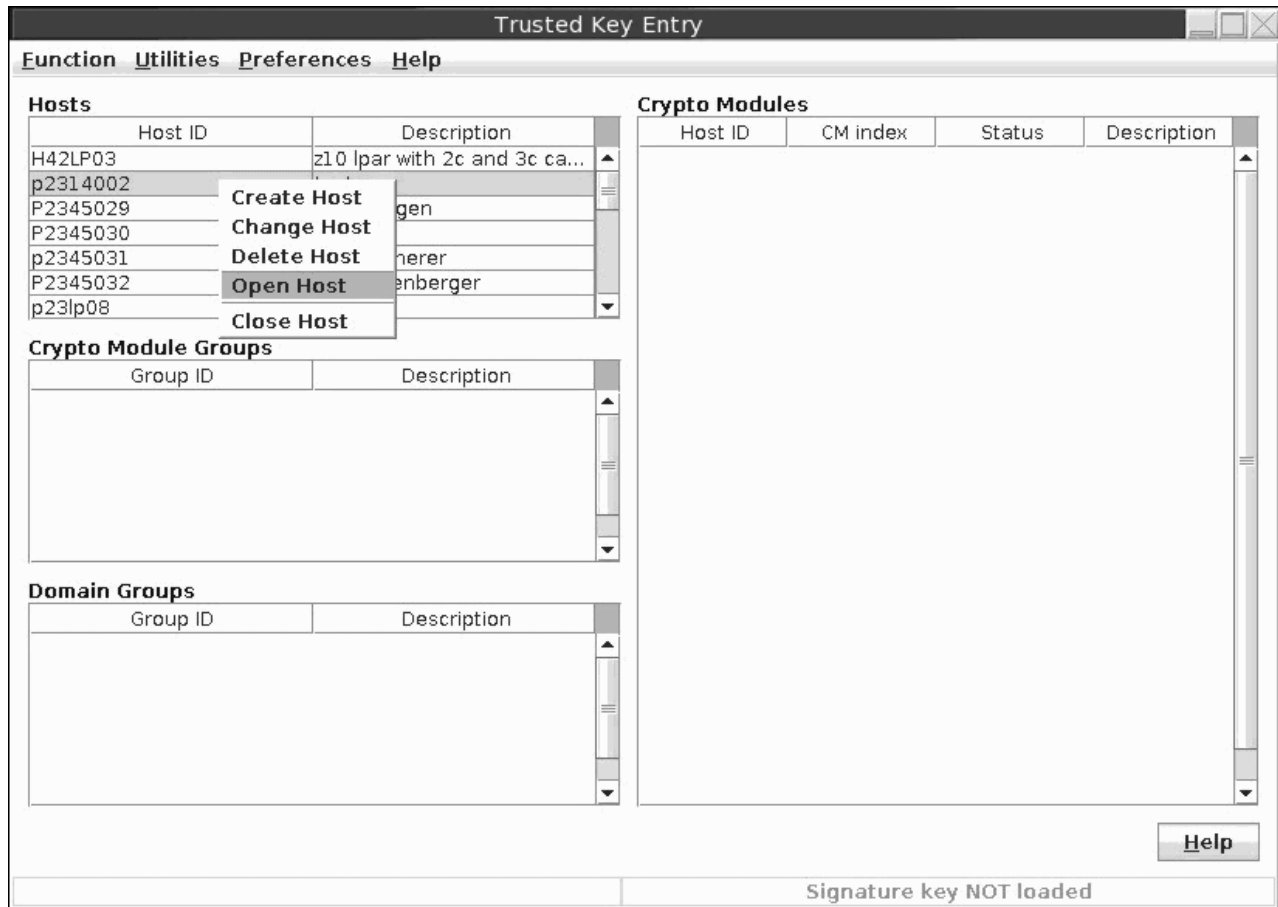 Trusted Key Entry
Function Utilities Preferences Help
Hosts
Host ID Description
H42LP03 z10 lpar with 2c and 3c ca...
p2314002
P2345029 gen
P2345030
p2345031 herer
P2345032 enberger
p23lp08
Create Host
Change Host
Delete Host
Open Host
Close Host
Crypto Module Groups
Group ID Description
Domain Groups
Group ID Description
Crypto Modules
Host ID CM index Status Description
Help
Signature key NOT loaded